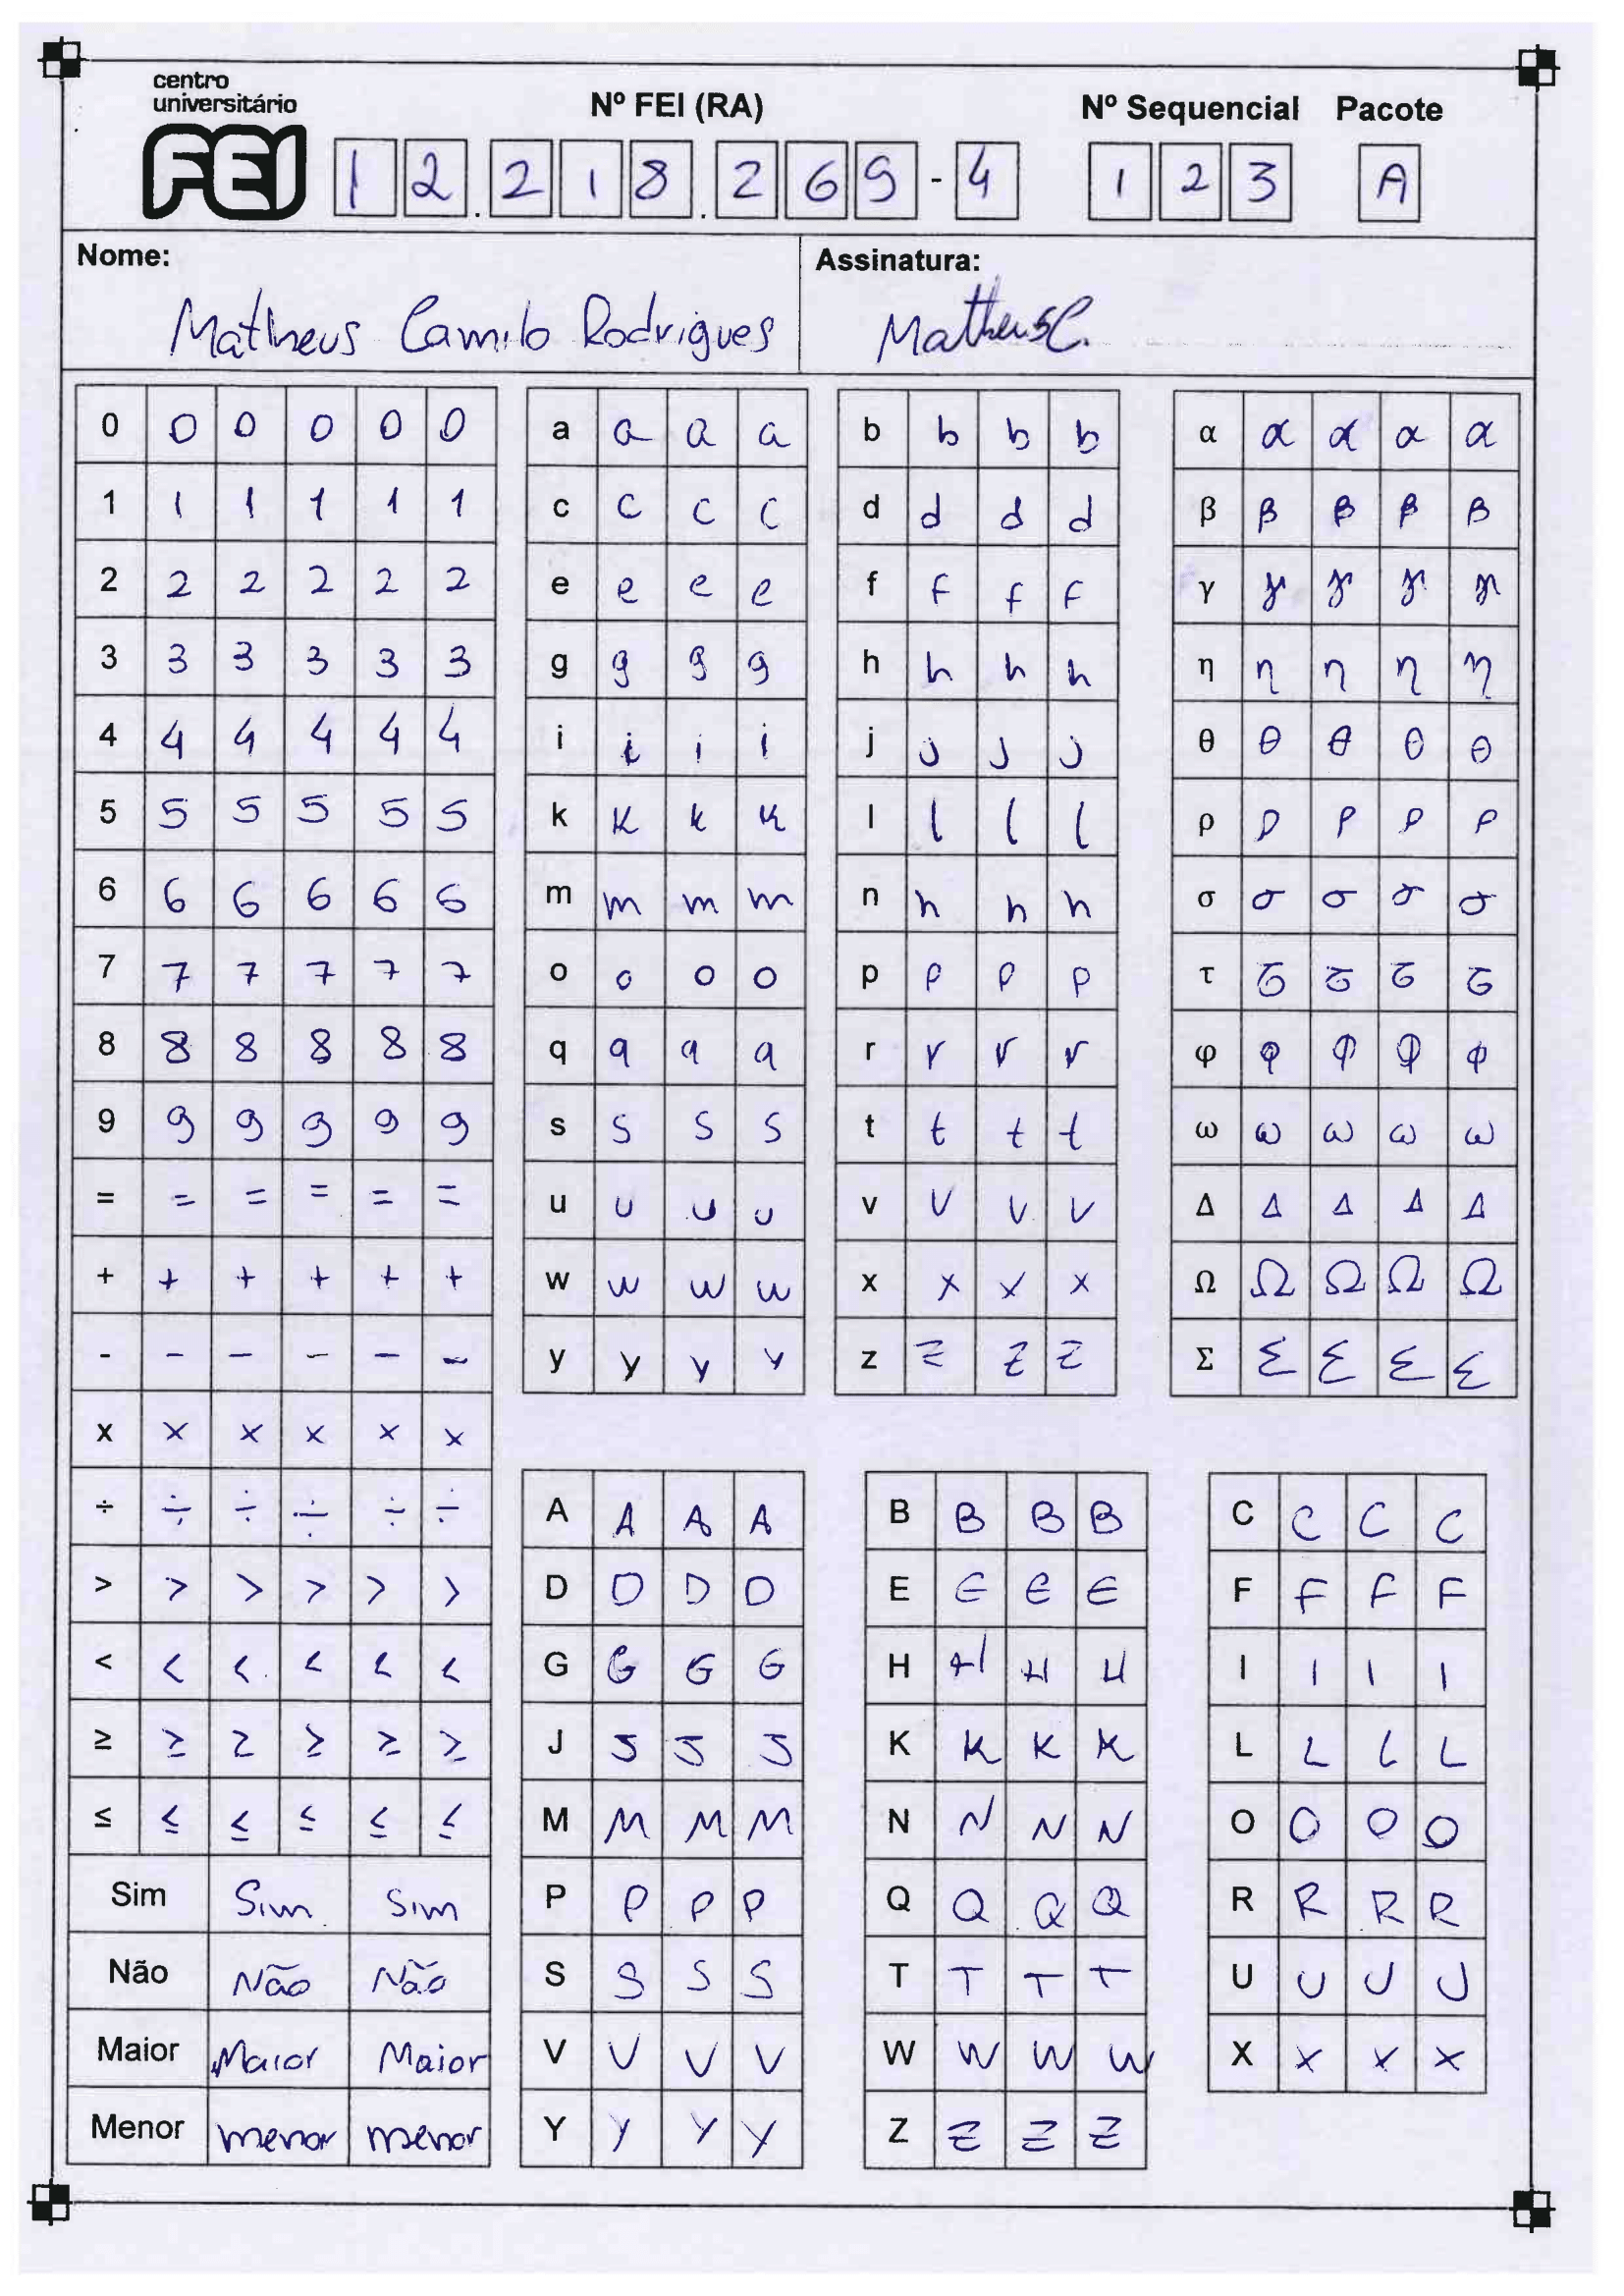 centro
universitário
FEI
Nº FEI (RA)
Nº Sequencial
Pacote
1 2 . 2 1 8 . 2 6 9 - 4
1 2 3
A
Nome:
Matheus Camilo Rodrigues
Assinatura:
Matheus C.
0 0 0 0 0 0
1 1 1 1 1 1
2 2 2 2 2 2
3 3 3 3 3 3
4 4 4 4 4 4
5 5 5 5 5 5
6 6 6 6 6 6
7 7 7 7 7 7
8 8 8 8 8 8
9 9 9 9 9 9
= = = = = =
+ + + + + +
- - - - - -
x x x x x x
÷ ÷ ÷ ÷ ÷ ÷
> > > > > >
< < < < < <
≥ ≥ ≥ ≥ ≥ ≥
≤ ≤ ≤ ≤ ≤ ≤
Sim Sim Sim
Não Não Não
Maior Maior Maior
Menor menor menor
a a a a
c c c c
e e e e
g g g g
i i i i
k k k k
m m m m
o o o o
q q q q
s s s s
u u u u
w w w w
y y y y
b b b b
d d d d
f f f f
h h h h
j j j j
l l l l
n n n n
p p p p
r r r r
t t t t
v v v v
x x x x
z z z z
α α α α α
β β β β β
γ γ γ γ γ
η η η η η
θ θ θ θ θ
ρ ρ ρ ρ ρ
σ σ σ σ σ
τ τ τ τ τ
φ φ φ φ φ
ω ω ω ω ω
Δ Δ Δ Δ Δ
Ω Ω Ω Ω Ω
Σ Σ Σ Σ Σ
A A A A
D D D D
G G G G
J J J J
M M M M
P P P P
S S S S
V V V V
Y Y Y Y
B B B B
E E E E
H H H H
K K K K
N N N N
Q Q Q Q
T T T T
W W W W
Z Z Z Z
C C C C
F F F F
I I I I
L L L L
O O O O
R R R R
U U U U
X X X X